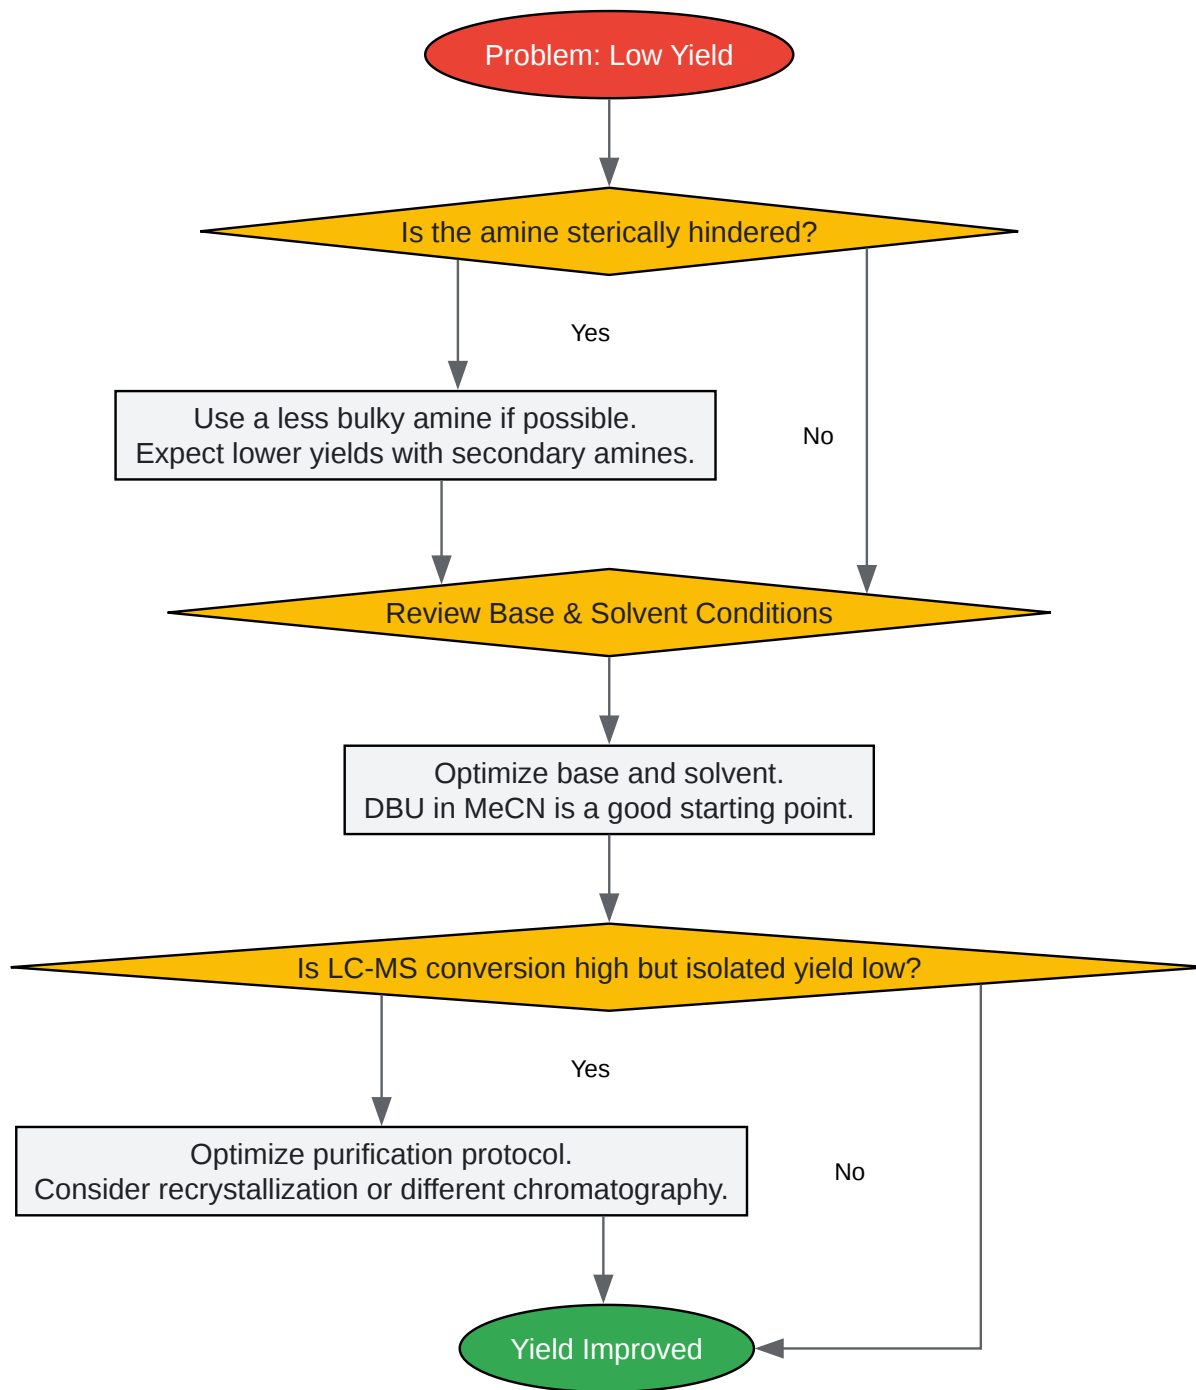 Problem: Low Yield
Is the amine sterically hindered?
Yes
Use a less bulky amine if possible.
Expect lower yields with secondary amines.
No
Review Base & Solvent Conditions
Optimize base and solvent.
DBU in MeCN is a good starting point.
Is LC-MS conversion high but isolated yield low?
Yes
Optimize purification protocol.
Consider recrystallization or different chromatography.
No
Yield Improved